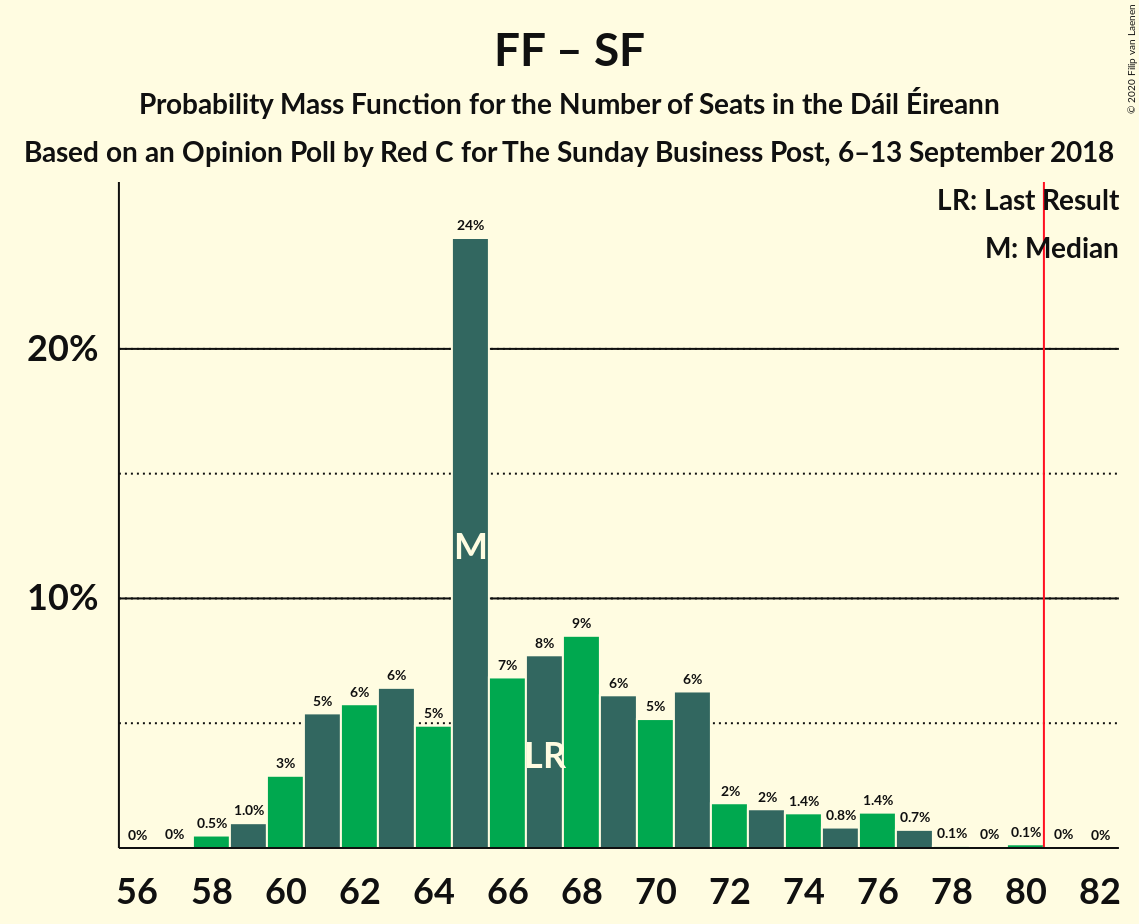 FF – SF
Probability Mass Function for the Number of Seats in the Dáil Éireann
Based on an Opinion Poll by Red C for The Sunday Business Post, 6–13 September 2018
© 2020 Filip van Laenen
LR: Last Result
M: Median
24%
20%
M
10%
9%
8%
7%
6%
6%
6%
6%
5%
5%
5%
LR
3%
2%
2%
1.4%
1.4%
1.0%
0.8%
0.7%
0.5%
0% 0% 0.1% 0% 0.1% 0% 0%
56 58 60 62 64 66 68 70 72 74 76 78 80 82